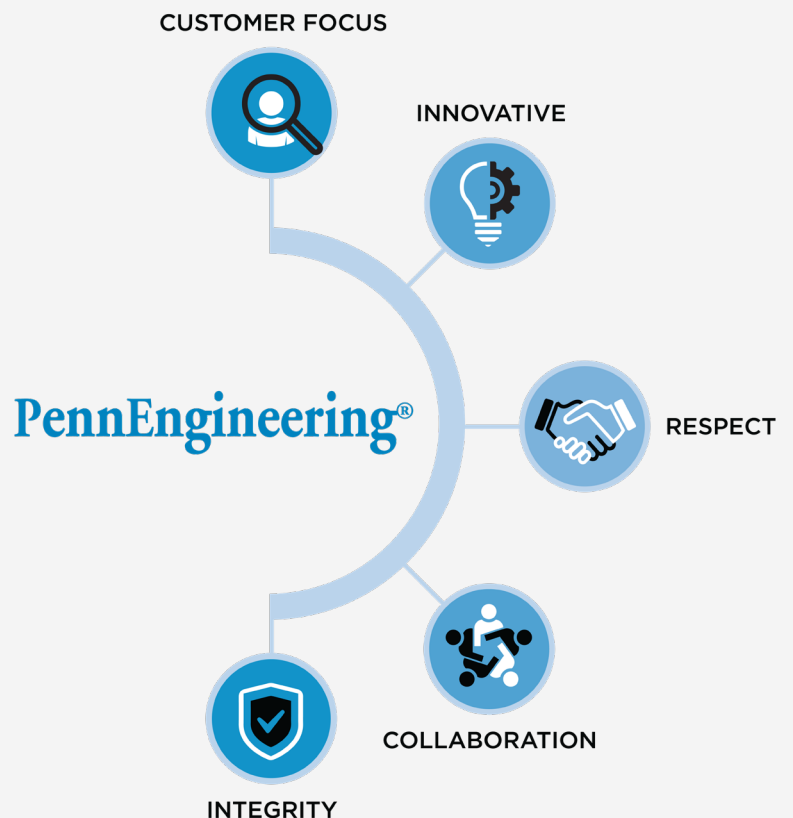 CUSTOMER FOCUS
INNOVATIVE
PennEngineering®
RESPECT
COLLABORATION
INTEGRITY